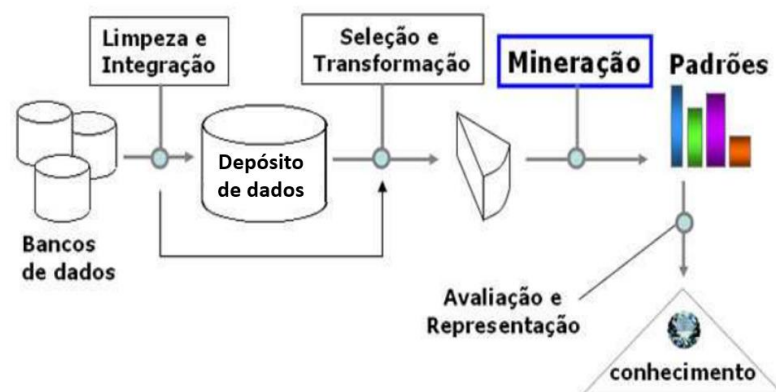 Limpeza e
Integração
Seleção e
Transformação
Mineração
Padrões
Depósito
de dados
Bancos
de dados
Avaliação e
Representação
conhecimento